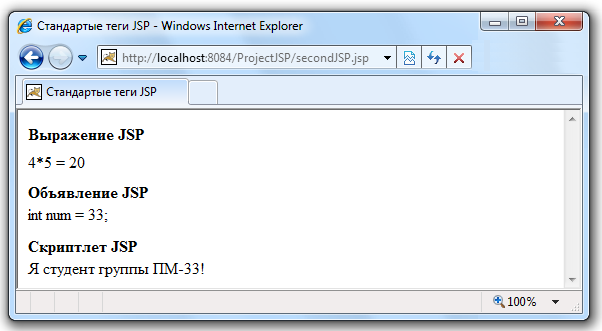 Стандартые теги JSP - Windows Internet Explorer
http://localhost:8084/ProjectJSP/secondJSP.jsp
Стандартые теги JSP
Выражение JSP
4*5 = 20
Объявление JSP
int num = 33;
Скриптлет JSP
Я студент группы ПМ-33!
100%